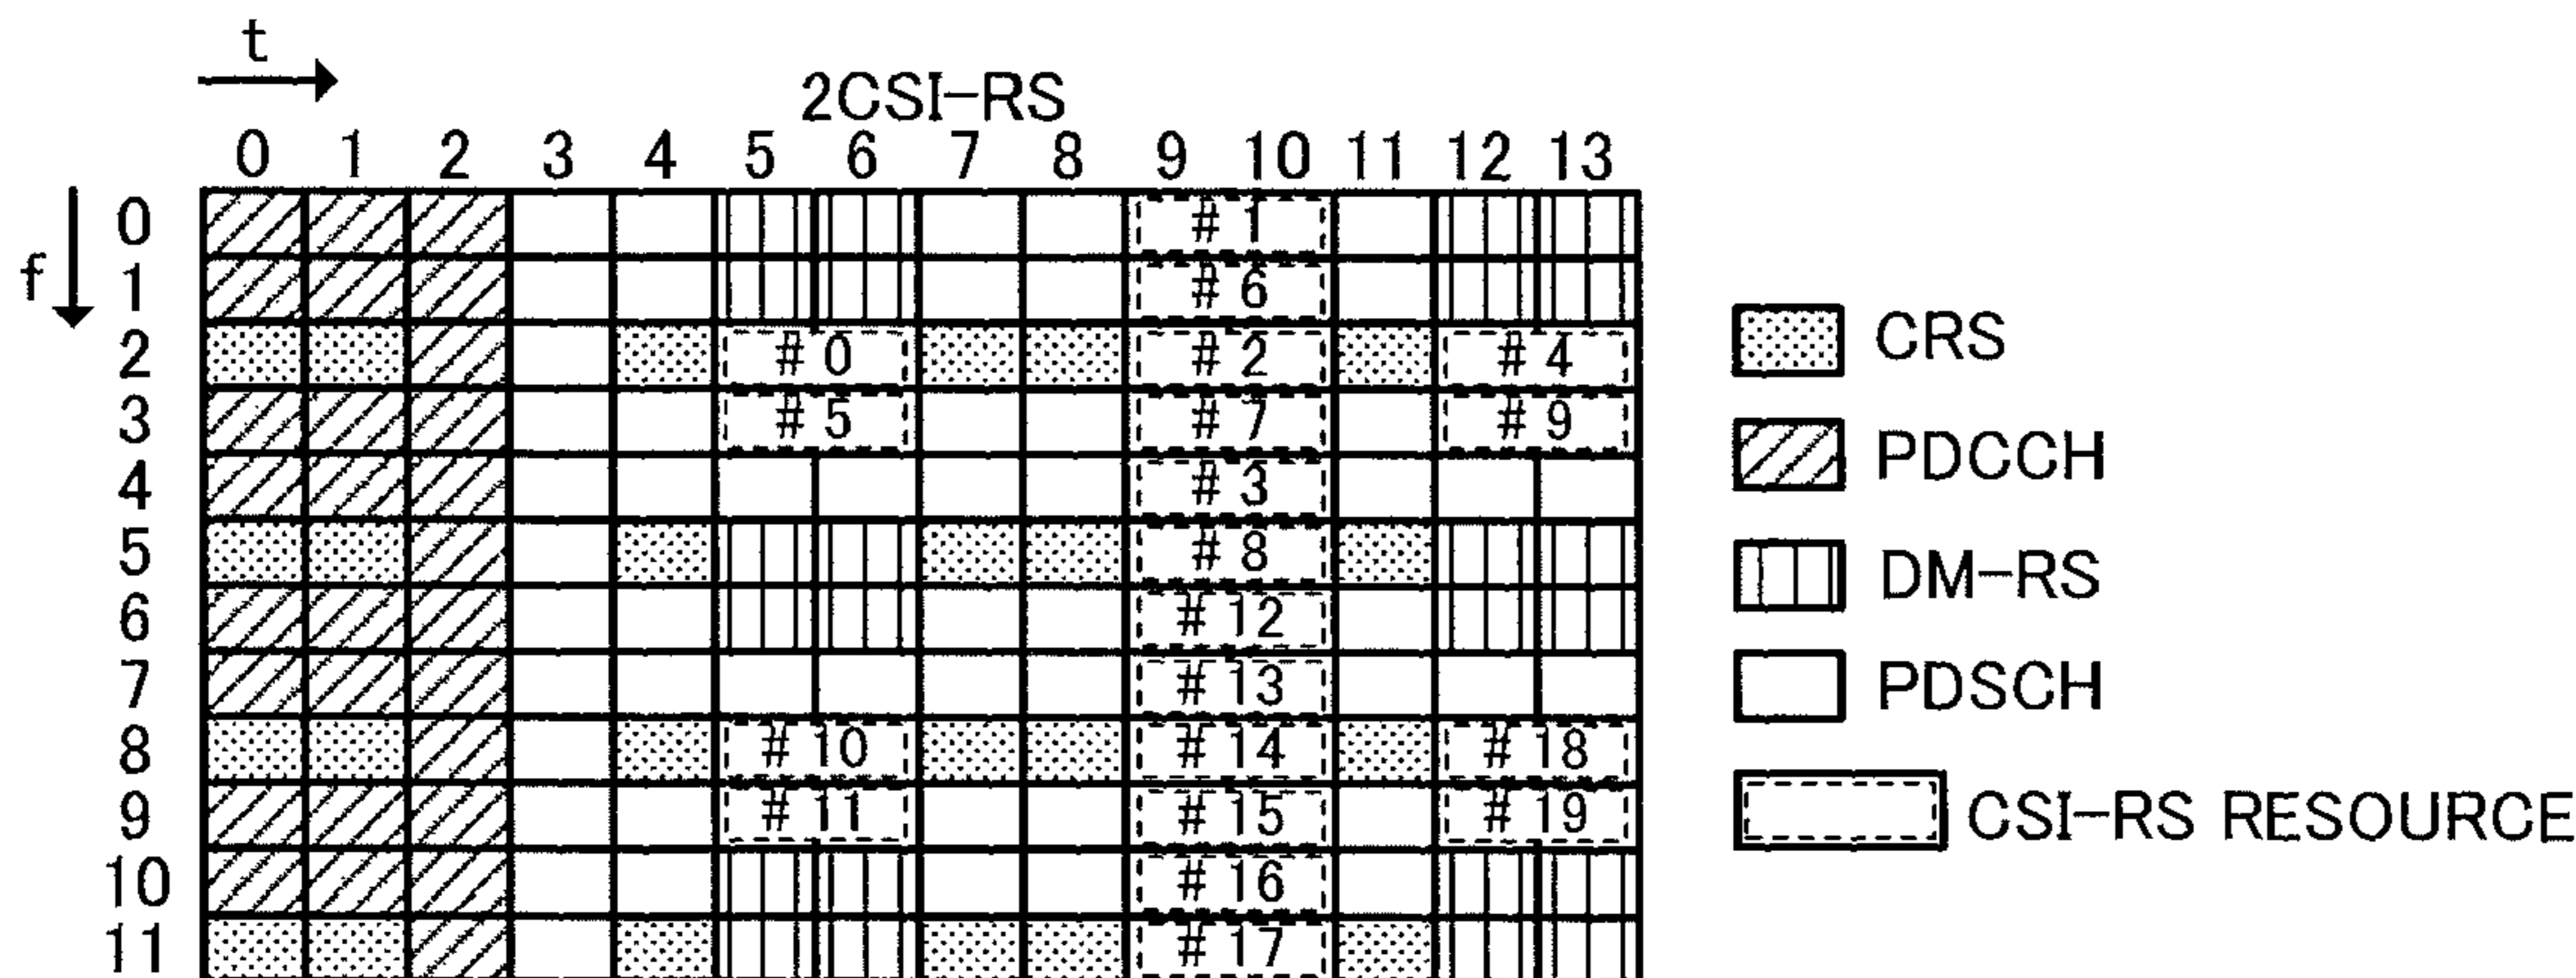 t
2CSI-RS
0 1 2 3 4 5 6 7 8 9 10 11 12 13
f
0 #1
1 #6
2 #0 #2 #4
3 #5 #7 #9
4 #3
5 #8
6 #12
7 #13
8 #10 #14 #18
9 #11 #15 #19
10 #16
11 #17
CRS
PDCCH
DM-RS
PDSCH
CSI-RS RESOURCE